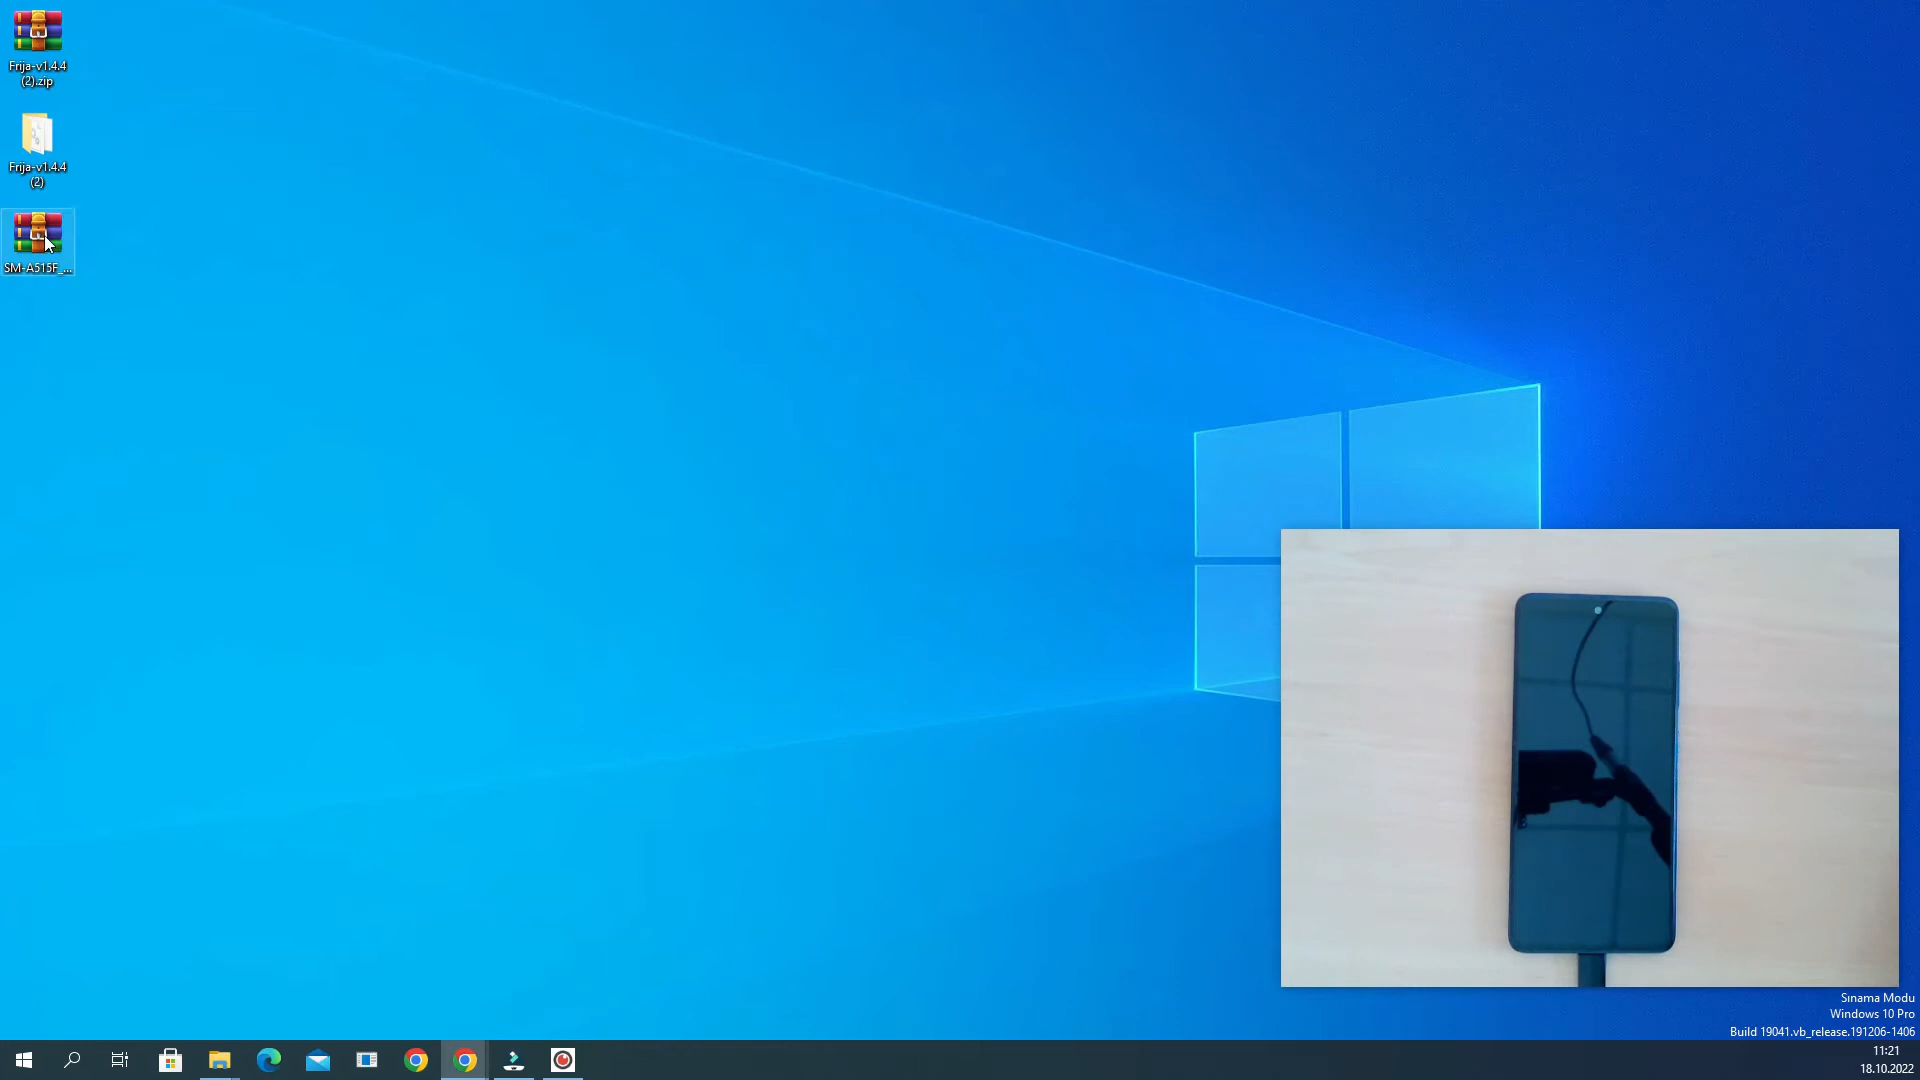 Frija-v1.4.4
(2).zip
Frija-v1.4.4
(2)
SM-A515F_...
Sınama Modu
Windows 10 Pro
Build 19041.vb_release.191206-1406
11:21
18.10.2022